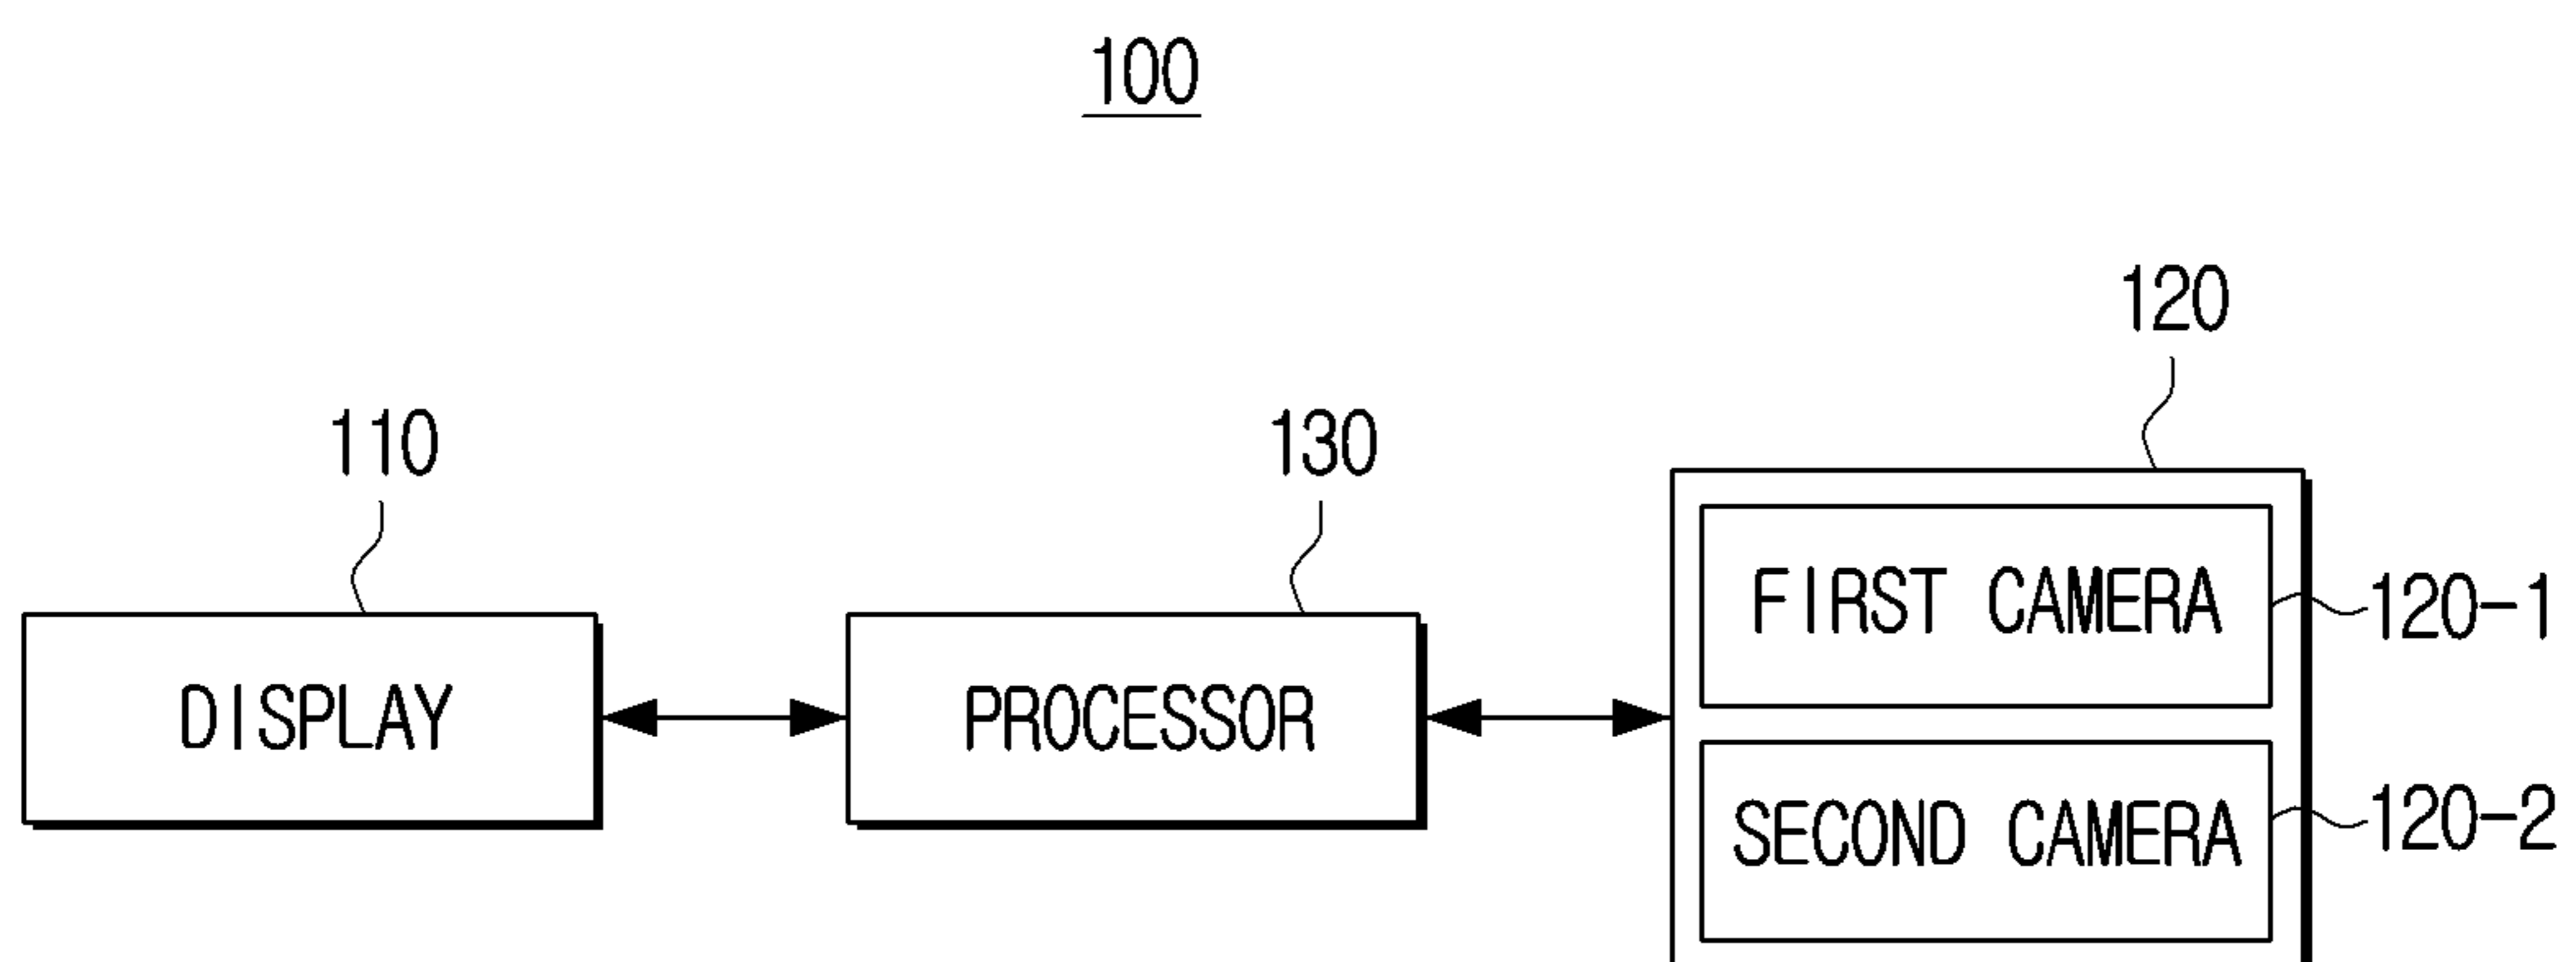 100
120
110
130
FIRST CAMERA
120-1
DISPLAY
PROCESSOR
SECOND CAMERA
120-2